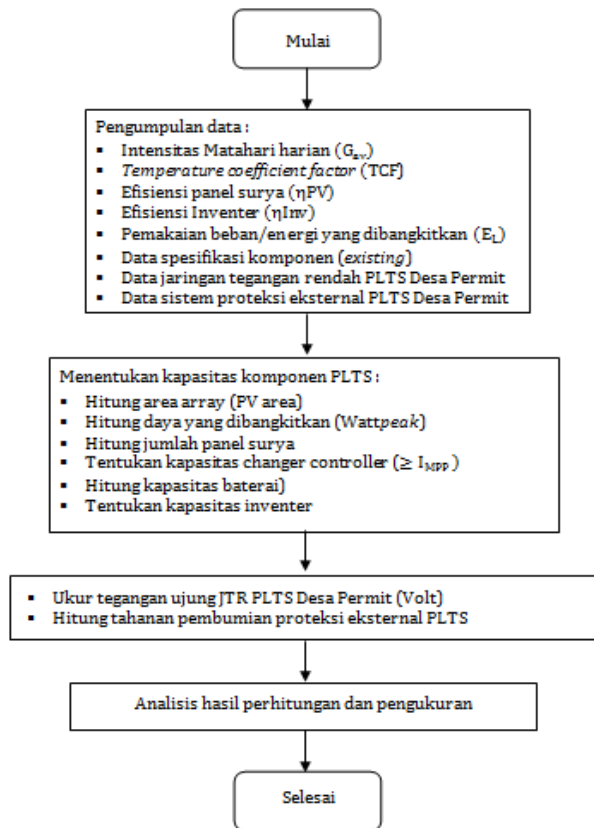 Mulai
Pengumpulan data :
▪ Intensitas Matahari harian (Gav)
▪ Temperature coefficient factor (TCF)
▪ Efisiensi panel surya (ηPV)
▪ Efisiensi Inventer (ηInv)
▪ Pemakaian beban/energi yang dibangkitkan (EL)
▪ Data spesifikasi komponen (existing)
▪ Data jaringan tegangan rendah PLTS Desa Permit
▪ Data sistem proteksi eksternal PLTS Desa Permit
Menentukan kapasitas komponen PLTS :
▪ Hitung area array (PV area)
▪ Hitung daya yang dibangkitkan (Wattpeak)
▪ Hitung jumlah panel surya
▪ Tentukan kapasitas changer controller (≥ IMPP)
▪ Hitung kapasitas baterai)
▪ Tentukan kapasitas inventer
▪ Ukur tegangan ujung JTR PLTS Desa Permit (Volt)
▪ Hitung tahanan pembumian proteksi eksternal PLTS
Analisis hasil perhitungan dan pengukuran
Selesai